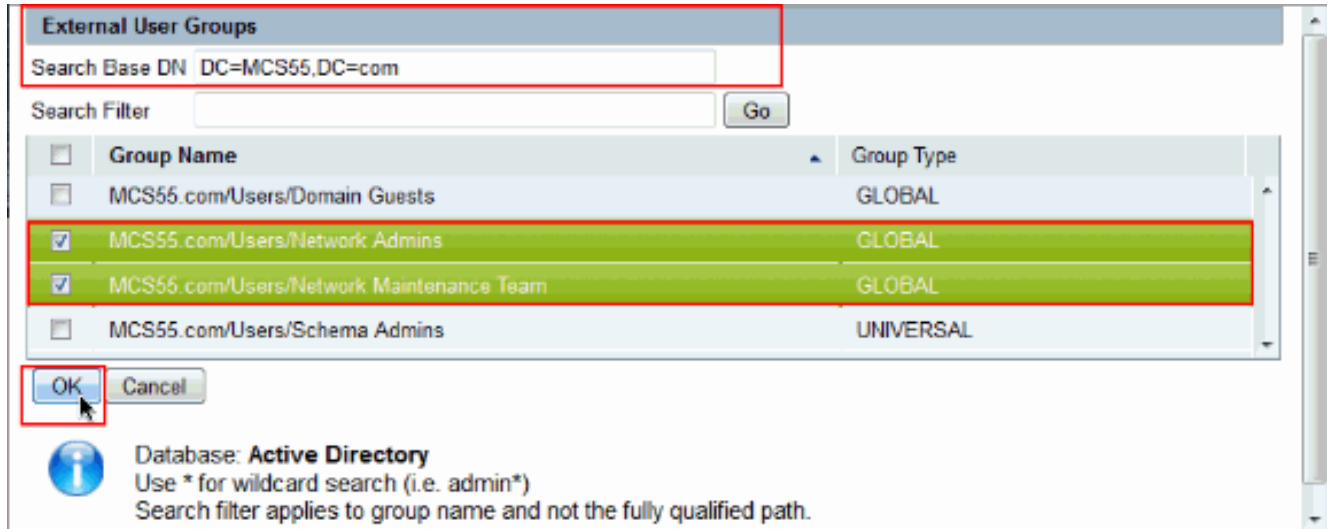 External User Groups
Search Base DN DC=MCS55,DC=com
Search Filter Go
Group Name Group Type
MCS55.com/Users/Domain Guests GLOBAL
MCS55.com/Users/Network Admins GLOBAL
MCS55.com/Users/Network Maintenance Team GLOBAL
MCS55.com/Users/Schema Admins UNIVERSAL
OK Cancel
Database: Active Directory
Use * for wildcard search (i.e. admin*)
Search filter applies to group name and not the fully qualified path.